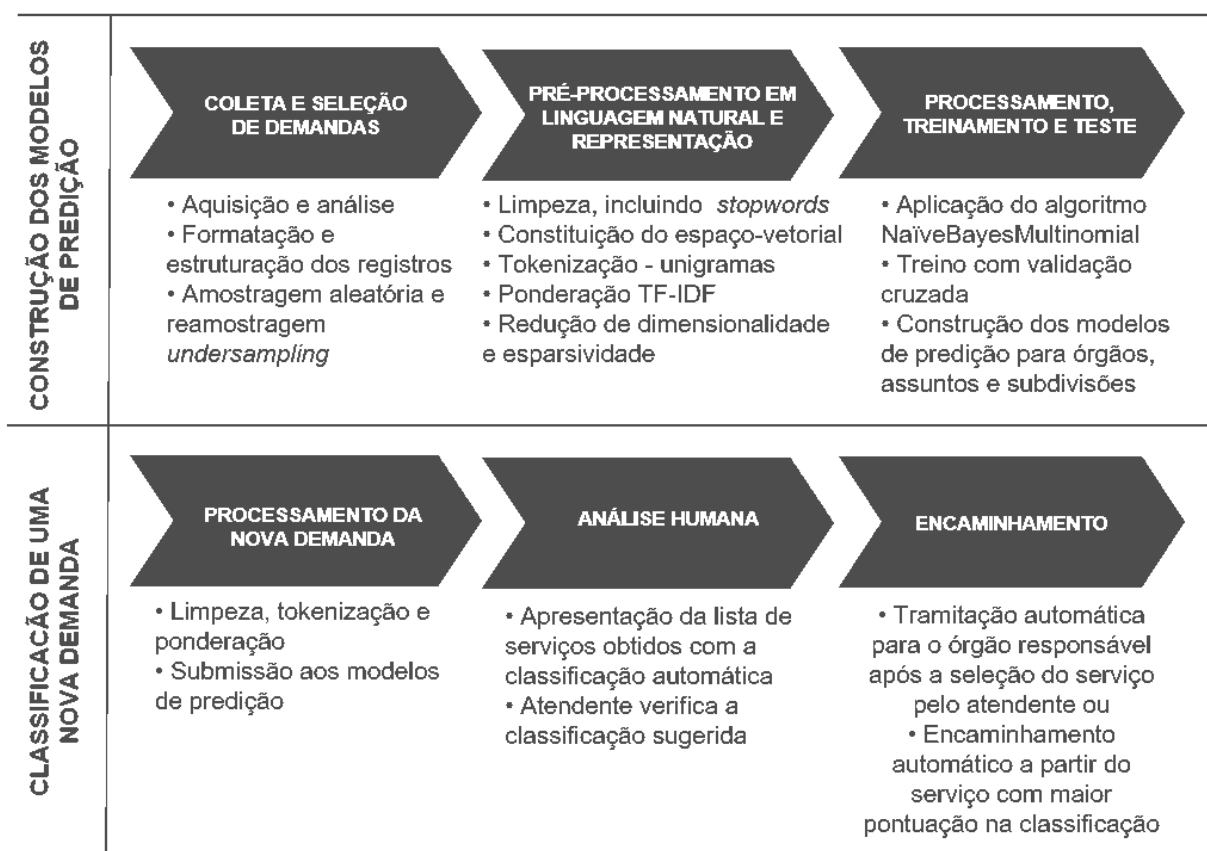 CONSTRUÇÃO DOS MODELOS
DE PREDIÇÃO
COLETA E SELEÇÃO
DE DEMANDAS
• Aquisição e análise
• Formatação e
estruturação dos registros
• Amostragem aleatória e
reamostragem
undersampling
PRÉ-PROCESSAMENTO EM
LINGUAGEM NATURAL E
REPRESENTAÇÃO
• Limpeza, incluindo stopwords
• Constituição do espaço-vetorial
• Tokenização - unigramas
• Ponderação TF-IDF
• Redução de dimensionalidade
e esparsividade
PROCESSAMENTO,
TREINAMENTO E TESTE
• Aplicação do algoritmo
NaïveBayesMultinomial
• Treino com validação
cruzada
• Construção dos modelos
de predição para órgãos,
assuntos e subdivisões
CLASSIFICAÇÃO DE UMA
NOVA DEMANDA
PROCESSAMENTO DA
NOVA DEMANDA
• Limpeza, tokenização e
ponderação
• Submissão aos modelos
de predição
ANÁLISE HUMANA
• Apresentação da lista de
serviços obtidos com a
classificação automática
• Atendente verifica a
classificação sugerida
ENCAMINHAMENTO
• Tramitação automática
para o órgão responsável
após a seleção do serviço
pelo atendente ou
• Encaminhamento
automático a partir do
serviço com maior
pontuação na classificação